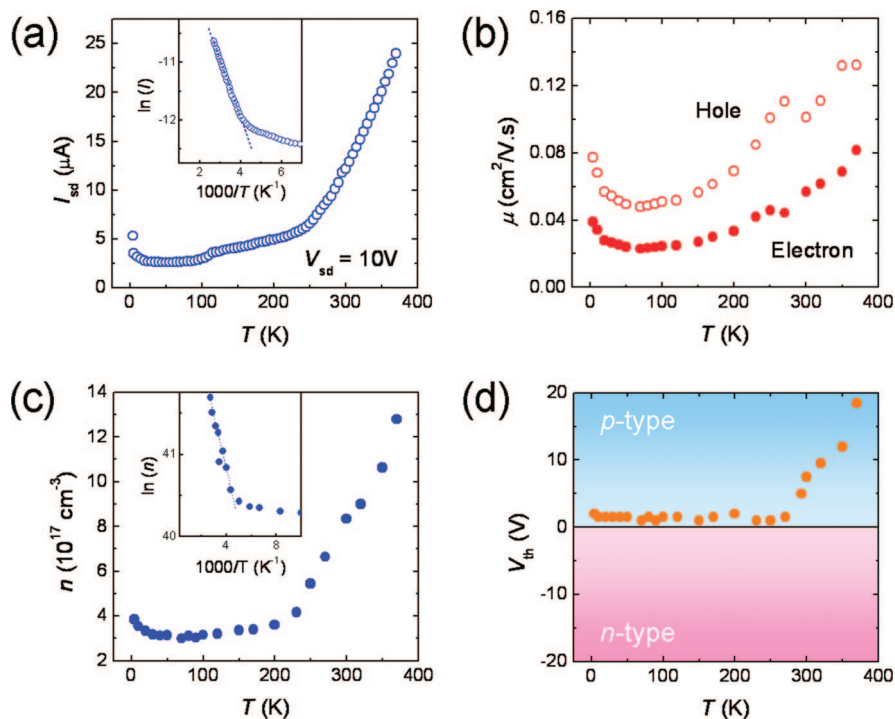 (a)
25
20
15
10
5
0
I_sd (μA)
0 100 200 300 400
T (K)
V_sd = 10V
-11
-12
ln (I)
2 4 6
1000/T (K⁻¹)
(b)
0.16
0.12
0.08
0.04
0.00
μ (cm²/V.s)
Hole
Electron
0 100 200 300 400
T (K)
(c)
14
12
10
8
6
4
2
n (10¹⁷ cm⁻³)
0 100 200 300 400
T (K)
41
40
ln (n)
4 8
1000/T (K⁻¹)
(d)
20
10
0
-10
-20
V_th (V)
p-type
n-type
0 100 200 300 400
T (K)